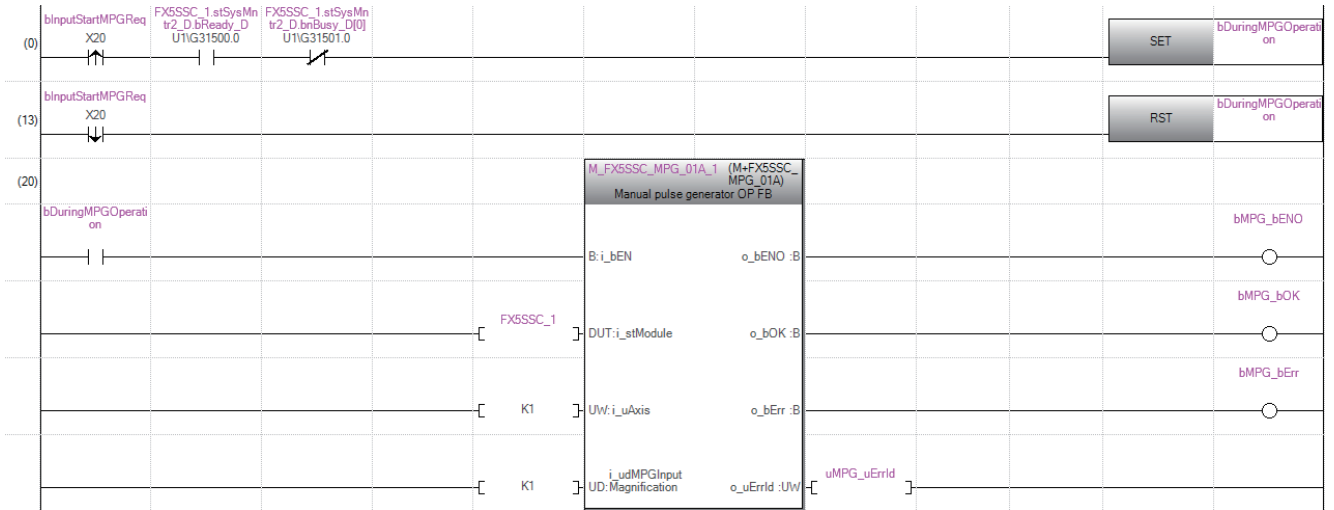 bInputStartMPGReq
FX5SSC_1.stSysMn
tr2_D.bReady_D
FX5SSC_1.stSysMn
tr2_D.bnBusy_D[0]
(0)
X20
U1\G31500.0
U1\G31501.0
SET
bDuringMPGOperati
on
bInputStartMPGReq
(13)
X20
RST
bDuringMPGOperati
on
(20)
M_FX5SSC_MPG_01A_1
(M+FX5SSC_
MPG_01A)
Manual pulse generator OP FB
bDuringMPGOperati
on
bMPG_bENO
B:i_bEN
o_bENO :B
bMPG_bOK
FX5SSC_1
DUT:i_stModule
o_bOK :B
bMPG_bErr
K1
UW:i_uAxis
o_bErr :B
K1
i_udMPGInput
UD:Magnification
o_uErrId :UW
uMPG_uErrId